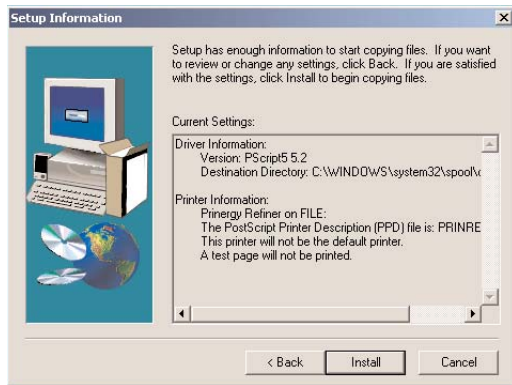 Setup Information
Setup has enough information to start copying files. If you want
to review or change any settings, click Back. If you are satisfied
with the settings, click Install to begin copying files.
Current Settings:
Driver Information:
Version: PScript5 5.2
Destination Directory: C:\WINDOWS\system32\spool\
Printer Information:
Prinergy Refiner on FILE:
The PostScript Printer Description (PPD) file is: PRINRE
This printer will not be the default printer.
A test page will not be printed.
< Back
Install
Cancel